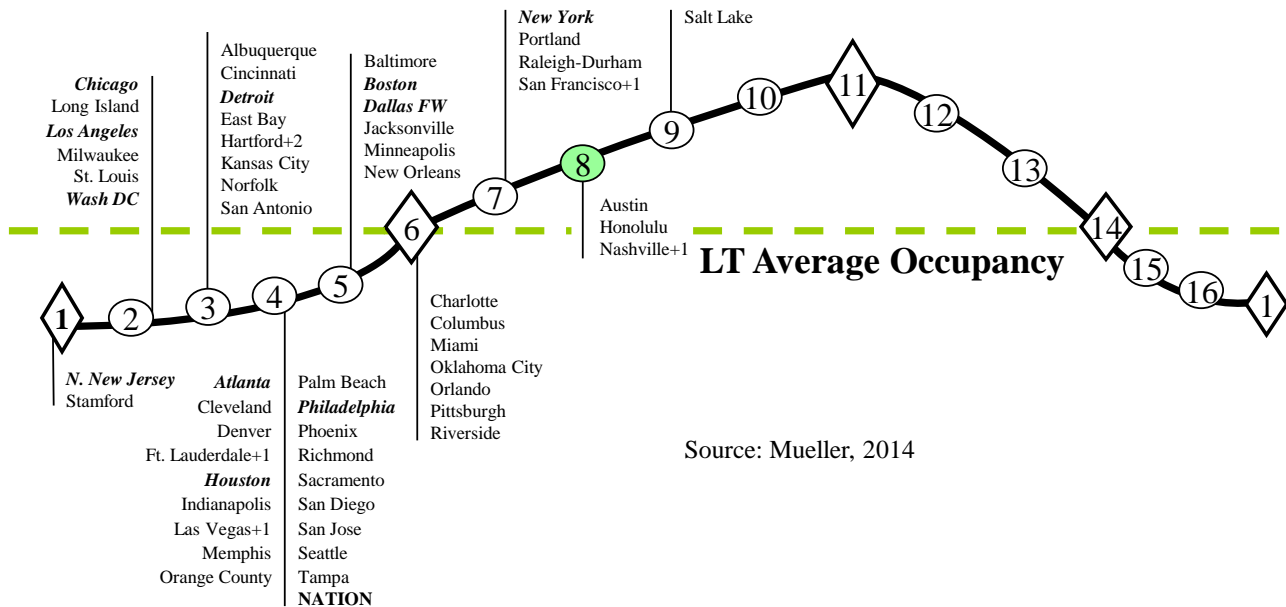 Chicago
Long Island
Los Angeles
Milwaukee
St. Louis
Wash DC
Albuquerque
Cincinnati
Detroit
East Bay
Hartford+2
Kansas City
Norfolk
San Antonio
Baltimore
Boston
Dallas FW
Jacksonville
Minneapolis
New Orleans
New York
Portland
Raleigh-Durham
San Francisco+1
Salt Lake
1
2
3
4
5
6
7
8
9
10
11
12
13
14
15
16
1
Austin
Honolulu
Nashville+1
LT Average Occupancy
N. New Jersey
Stamford
Atlanta
Cleveland
Denver
Ft. Lauderdale+1
Houston
Indianapolis
Las Vegas+1
Memphis
Orange County
Palm Beach
Philadelphia
Phoenix
Richmond
Sacramento
San Diego
San Jose
Seattle
Tampa
NATION
Charlotte
Columbus
Miami
Oklahoma City
Orlando
Pittsburgh
Riverside
Source: Mueller, 2014